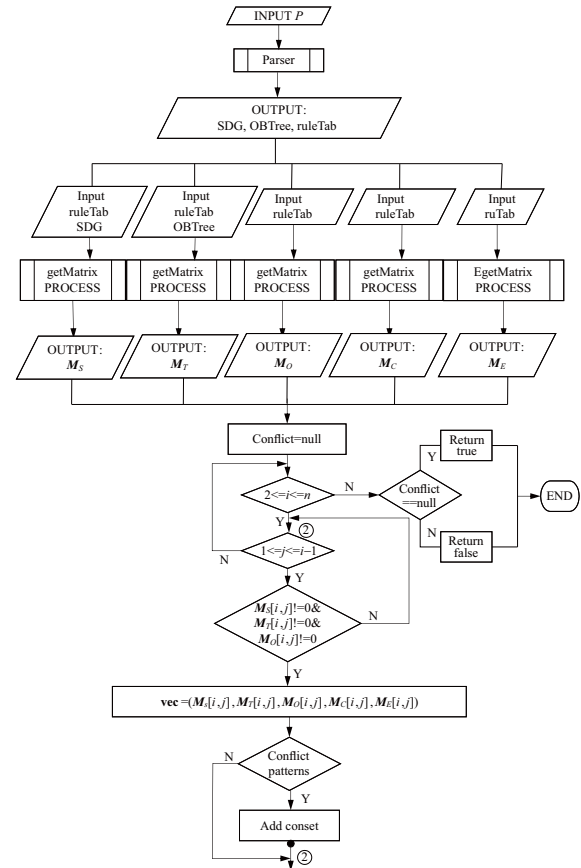 INPUT P
Parser
OUTPUT:
SDG, OBTree, ruleTab
Input
ruleTab
SDG
Input
ruleTab
OBTree
Input
ruleTab
Input
ruleTab
Input
ruTab
getMatrix
PROCESS
getMatrix
PROCESS
getMatrix
PROCESS
getMatrix
PROCESS
EgetMatrix
PROCESS
OUTPUT:
M_S
OUTPUT:
M_T
OUTPUT:
M_O
OUTPUT:
M_C
OUTPUT:
M_E
Conflict=null
2<=i<=n
N
Y
Conflict
==null
Y
Return
true
N
Return
false
END
②
1<=j<=i–1
N
Y
M_S[i,j]!=0&
M_T[i,j]!=0&
M_O[i,j]!=0
N
Y
vec =(M_s[i,j],M_T[i,j],M_O[i,j],M_C[i,j],M_E[i,j])
Conflict
patterns
N
Y
Add conset
②